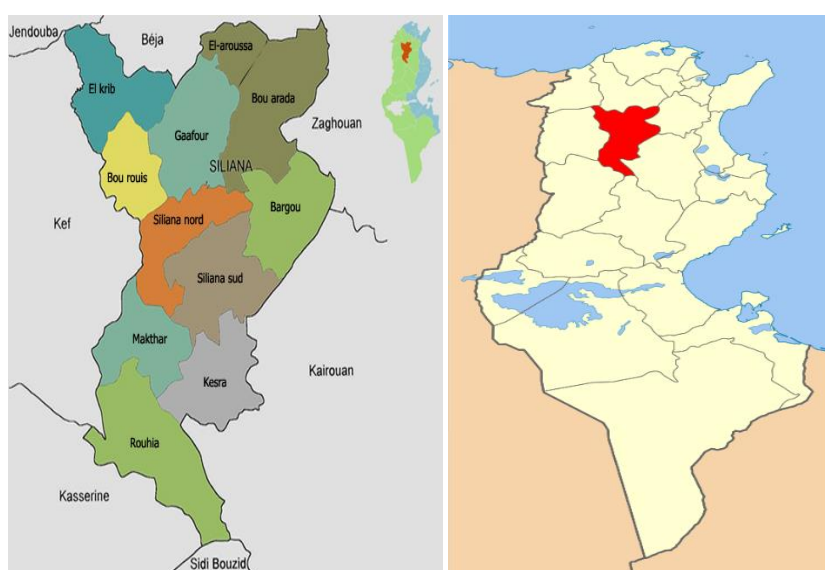 Jendouba
Béja
El-aroussa
El krib
Bou arada
Gaafour
Zaghouan
SILIANA
Bou rouis
Siliana nord
Bargou
Kef
Siliana sud
Makthar
Kesra
Kairouan
Rouhia
Kasserine
Sidi Bouzid